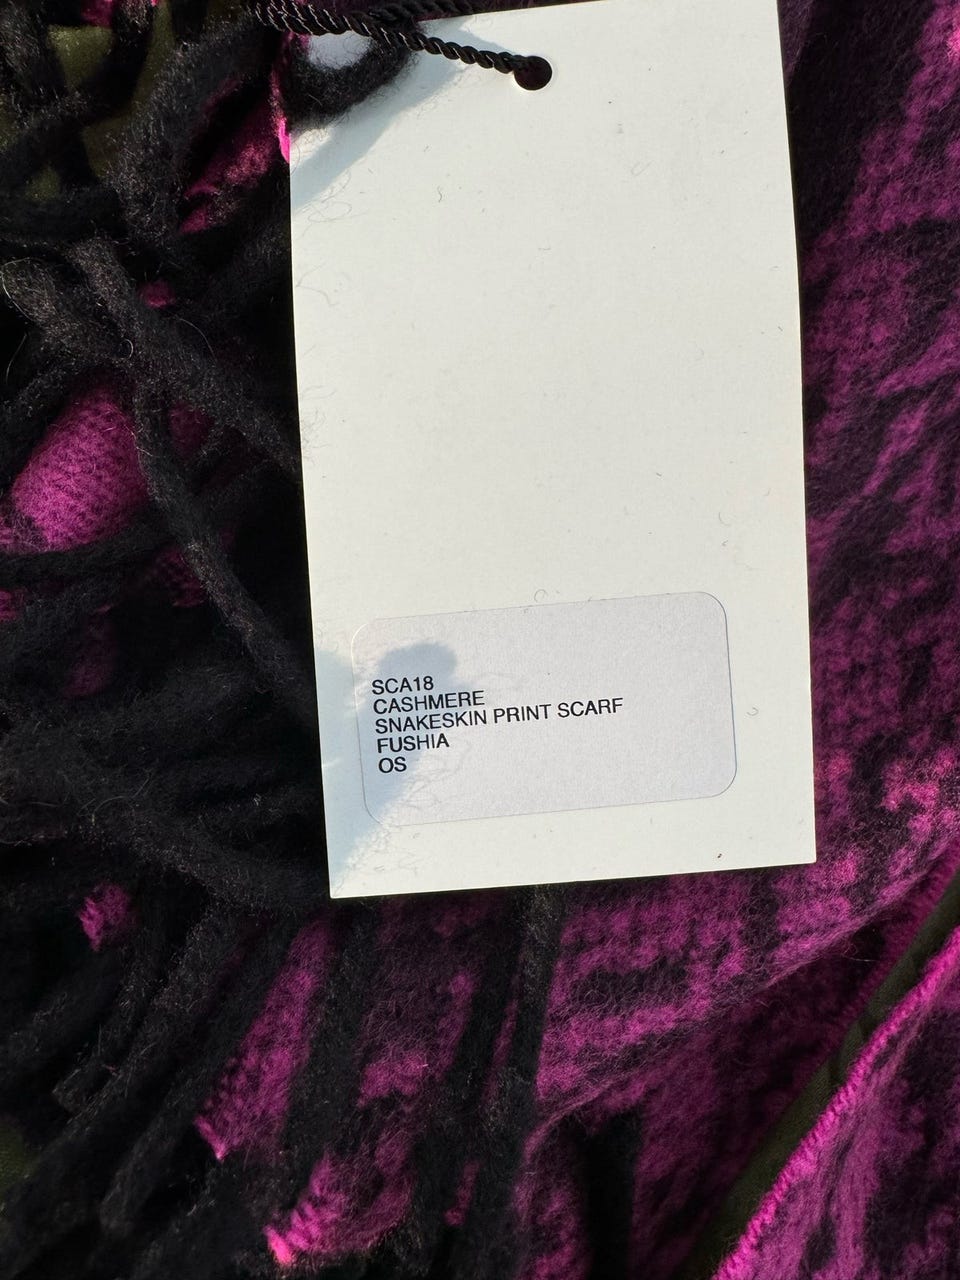 SCA18
CASHMERE
SNAKESKIN PRINT SCARF
FUSHIA
OS